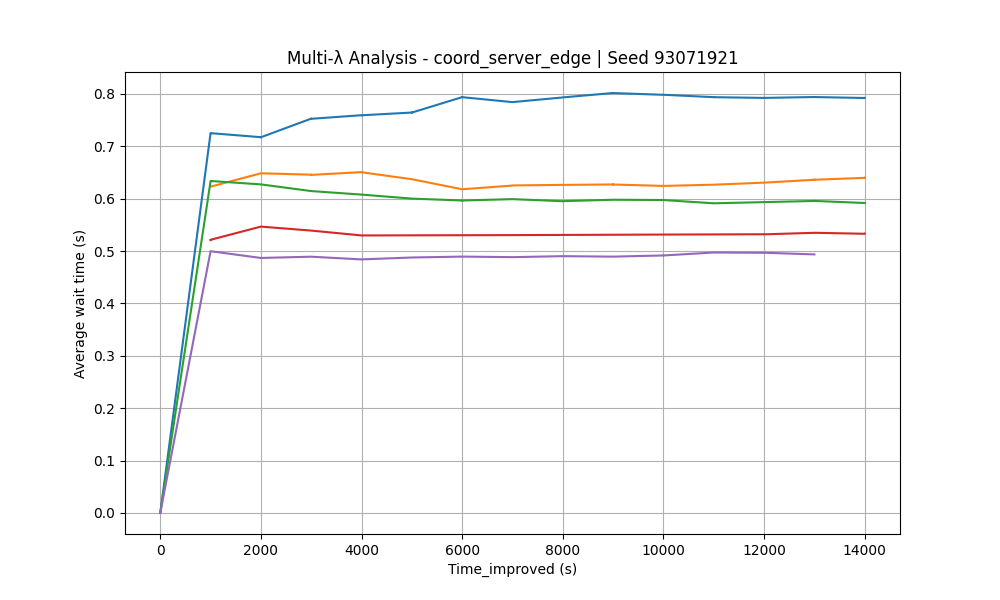 Multi-λ Analysis - coord_server_edge | Seed 93071921
Average wait time (s)
0.8
0.7
0.6
0.5
0.4
0.3
0.2
0.1
0.0
0 2000 4000 6000 8000 10000 12000 14000
Time_improved (s)